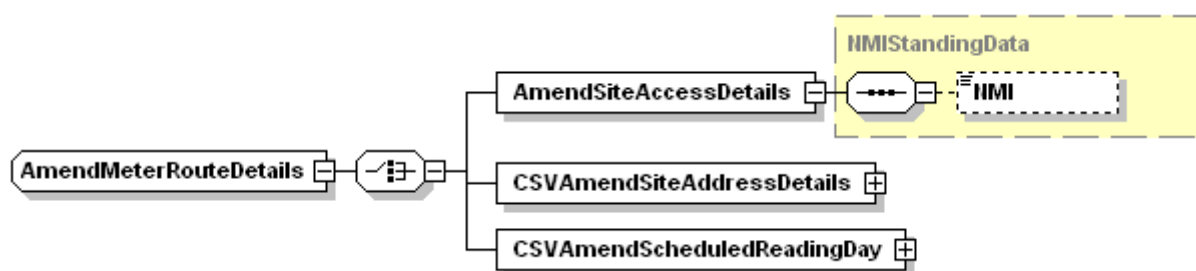 NMIStandingData
AmendSiteAccessDetails
NMI
AmendMeterRouteDetails
CSVAmendSiteAddressDetails
CSVAmendScheduledReadingDay